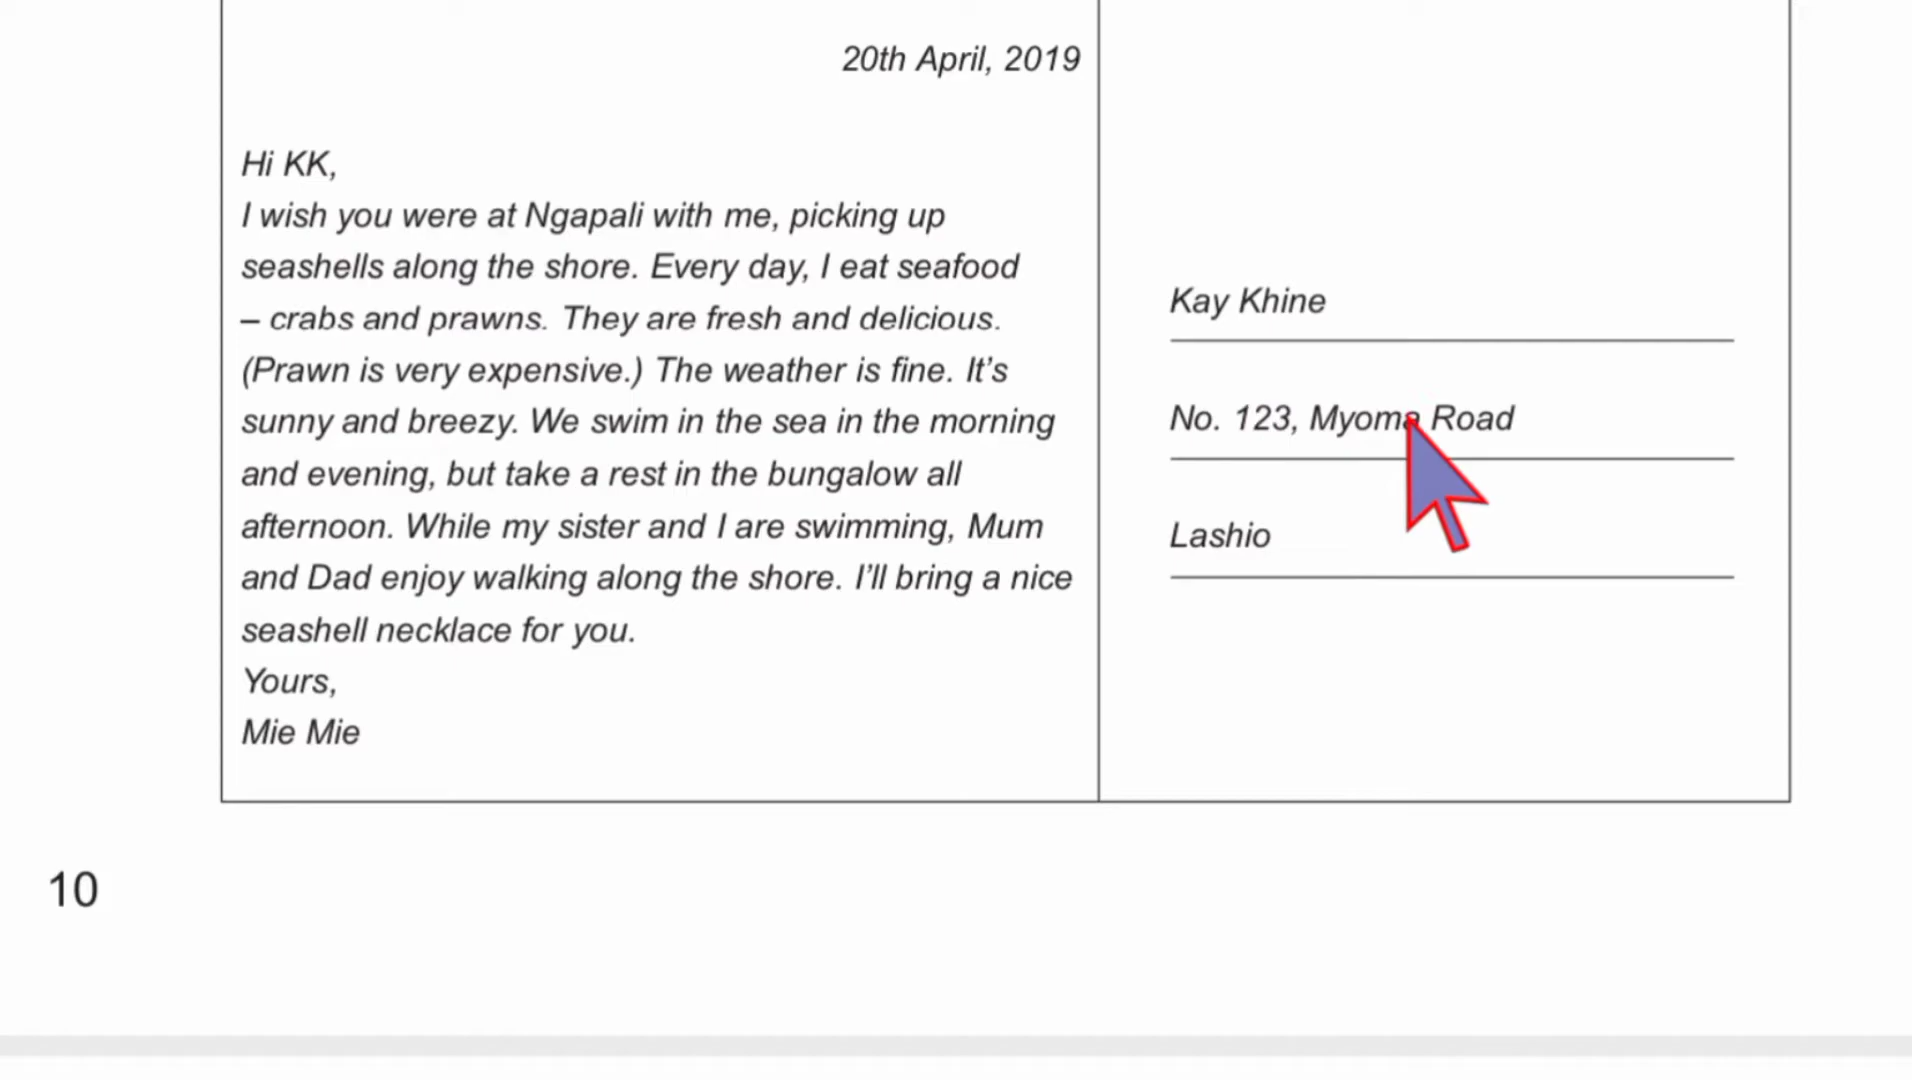 20th April, 2019
Hi KK,
I wish you were at Ngapali with me, picking up
seashells along the shore. Every day, I eat seafood
– crabs and prawns. They are fresh and delicious.
(Prawn is very expensive.) The weather is fine. It's
sunny and breezy. We swim in the sea in the morning
and evening, but take a rest in the bungalow all
afternoon. While my sister and I are swimming, Mum
and Dad enjoy walking along the shore. I'll bring a nice
seashell necklace for you.
Yours,
Mie Mie
Kay Khine
No. 123, Myoma Road
Lashio
10